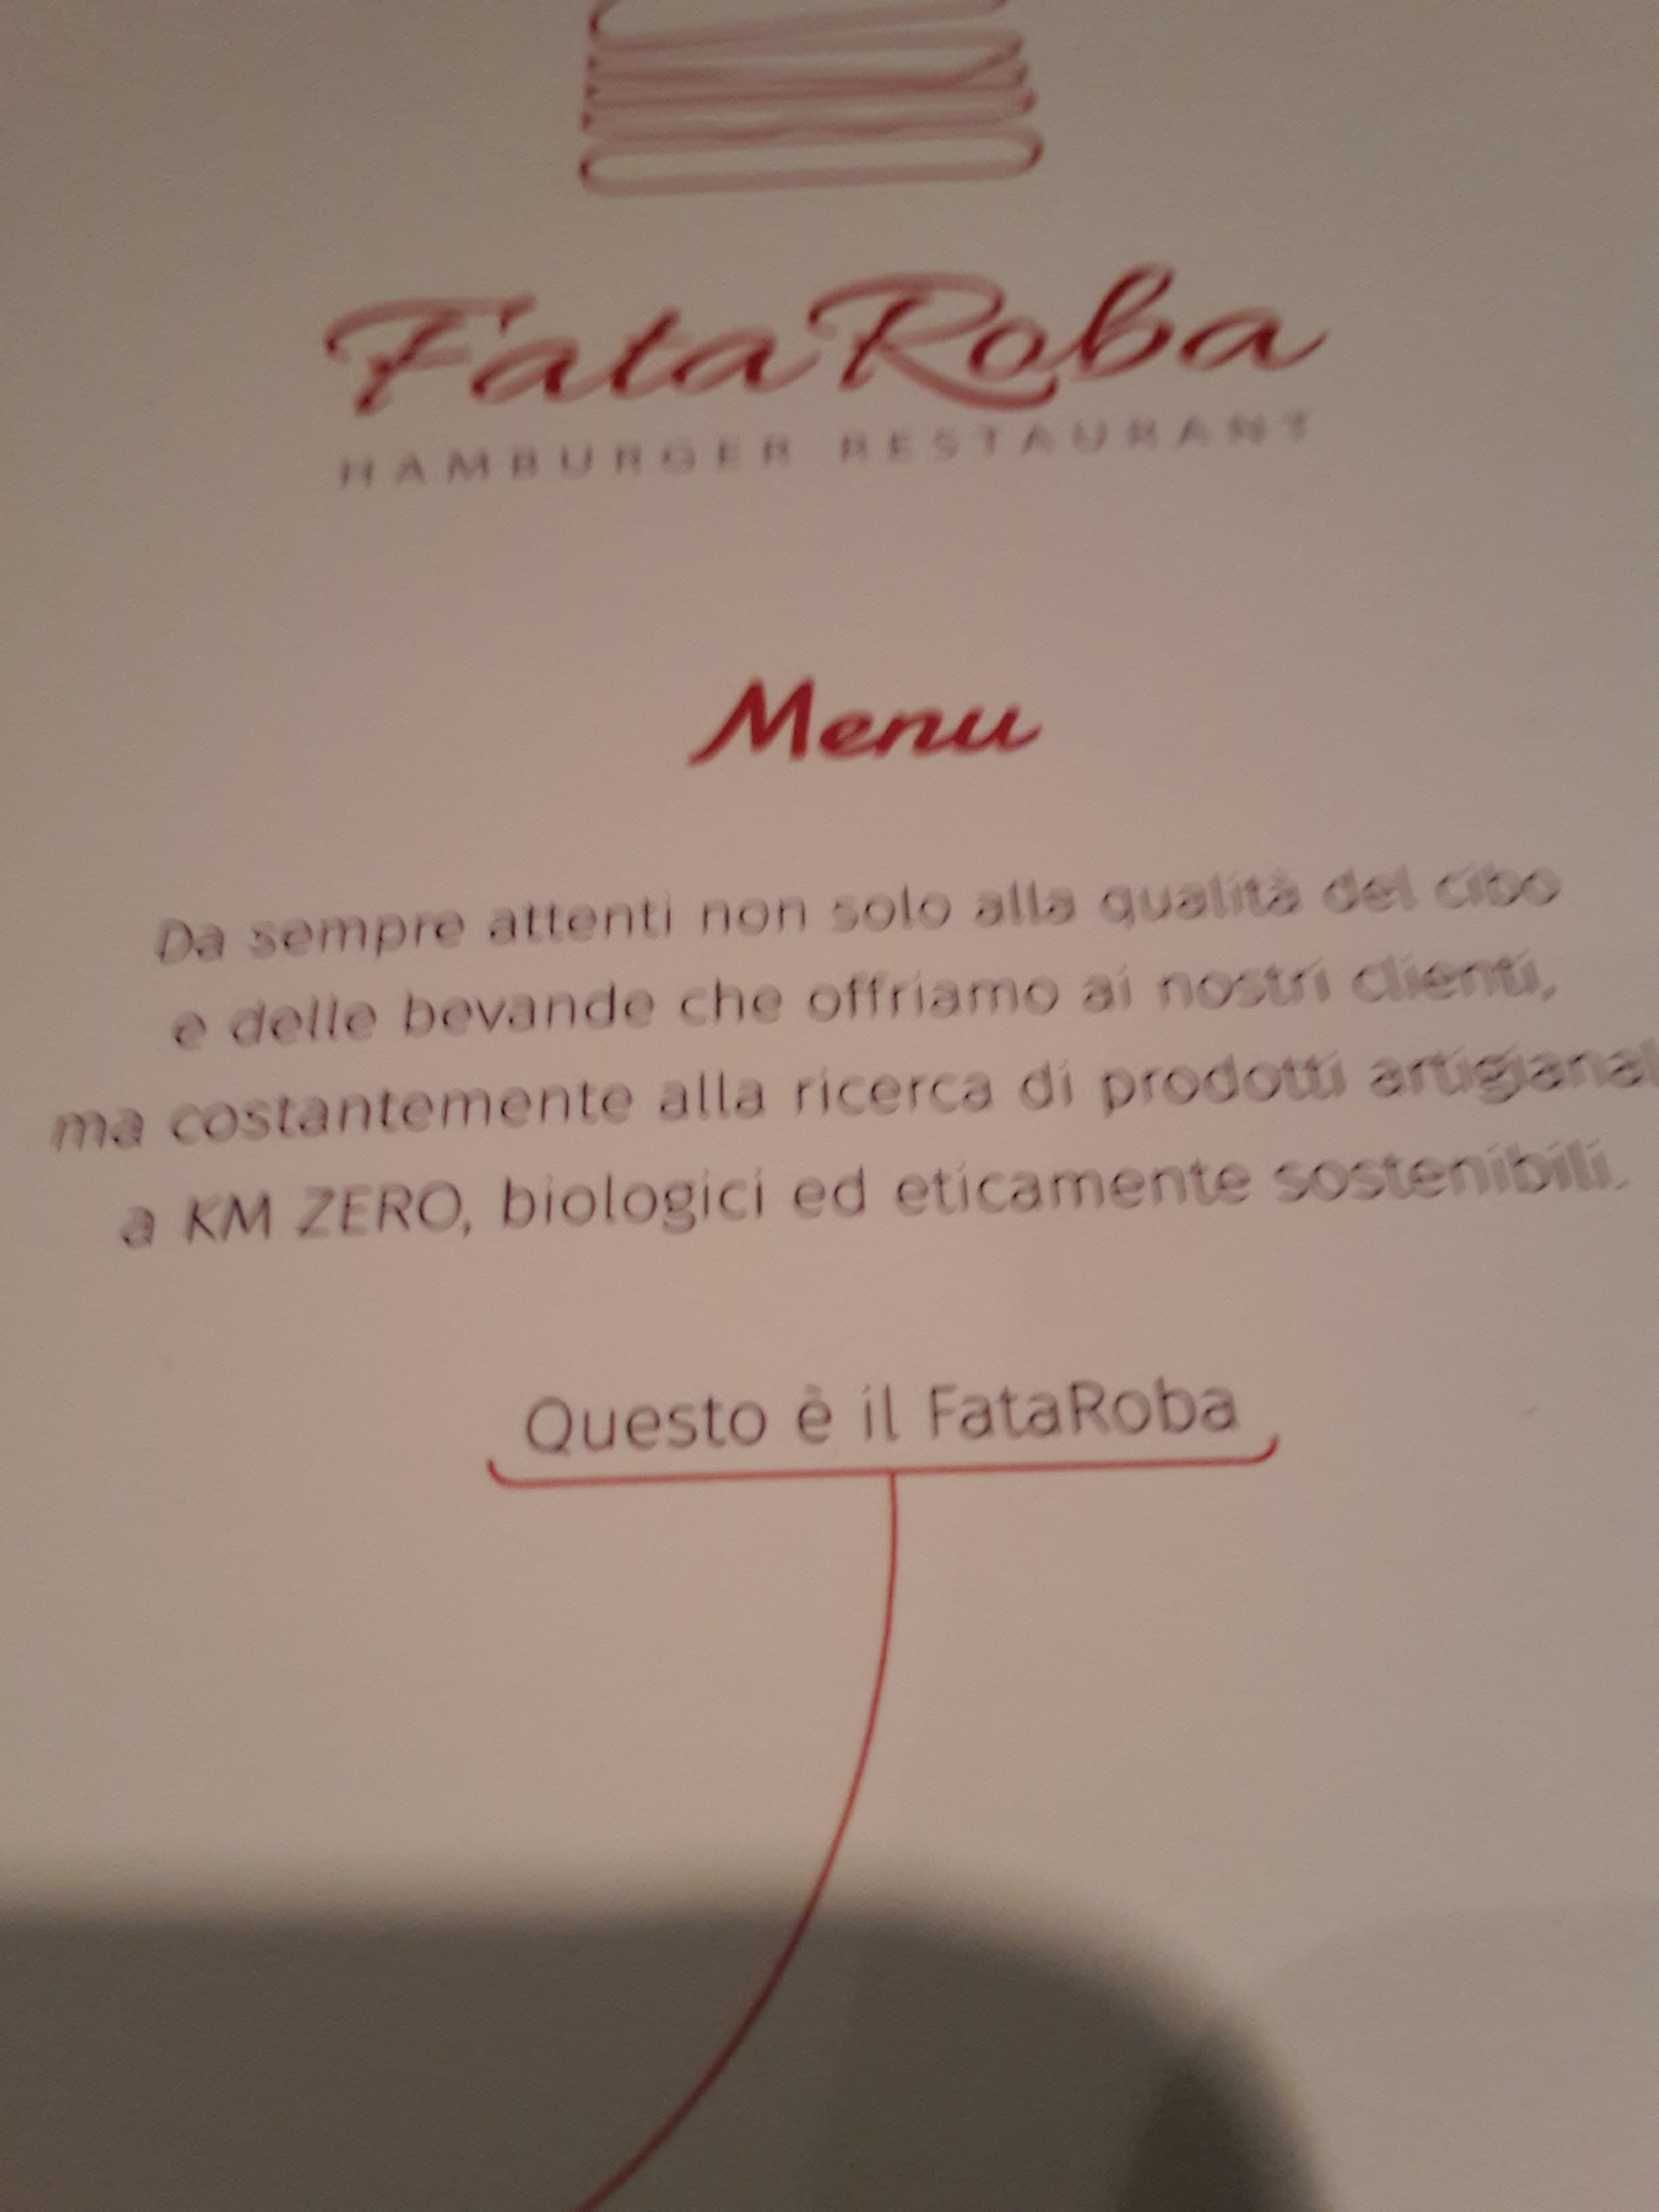 FataRoba
HAMBURGER RESTAURANT
Menu
Da sempre attenti non solo alla qualità del cibo
e delle bevande che offriamo ai nostri clienti,
ma costantemente alla ricerca di prodotti artigianal
a KM ZERO, biologici ed eticamente sostenibili.
Questo è il FataRoba